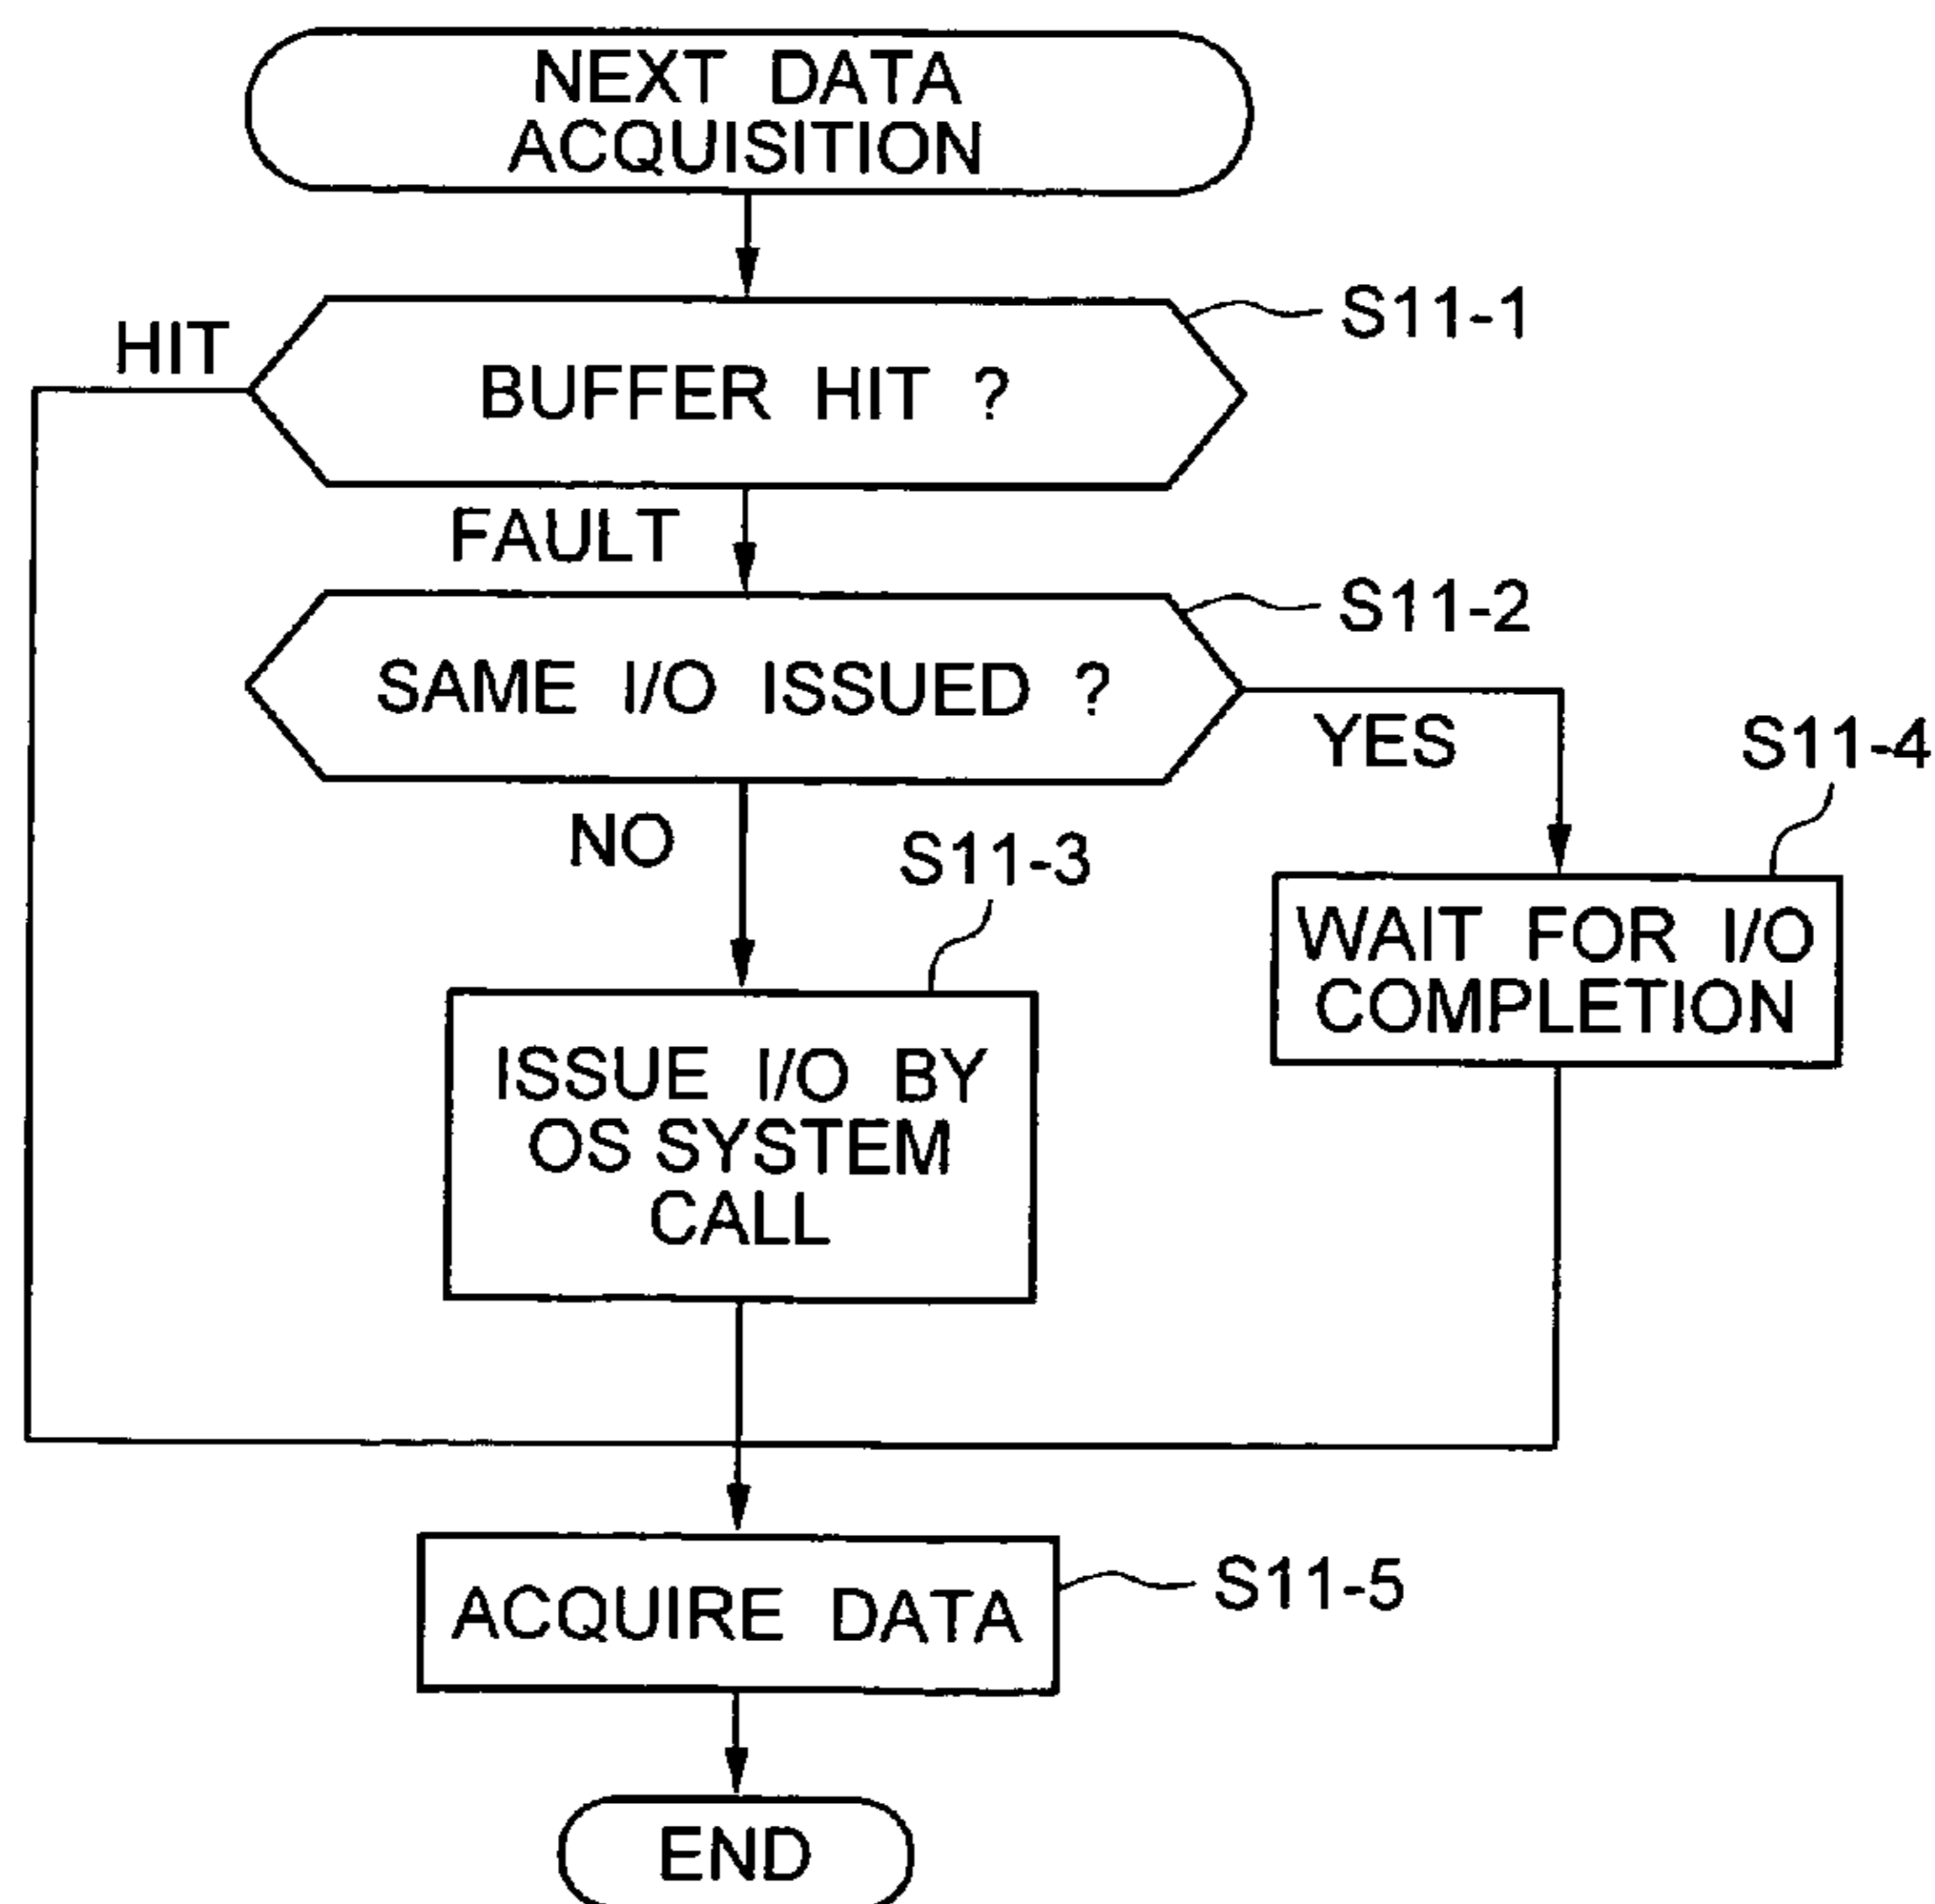 NEXT DATA
ACQUISITION
S11-1
HIT
BUFFER HIT ?
FAULT
S11-2
SAME I/O ISSUED ?
YES
S11-4
NO
S11-3
WAIT FOR I/O
COMPLETION
ISSUE I/O BY
OS SYSTEM
CALL
ACQUIRE DATA
S11-5
END